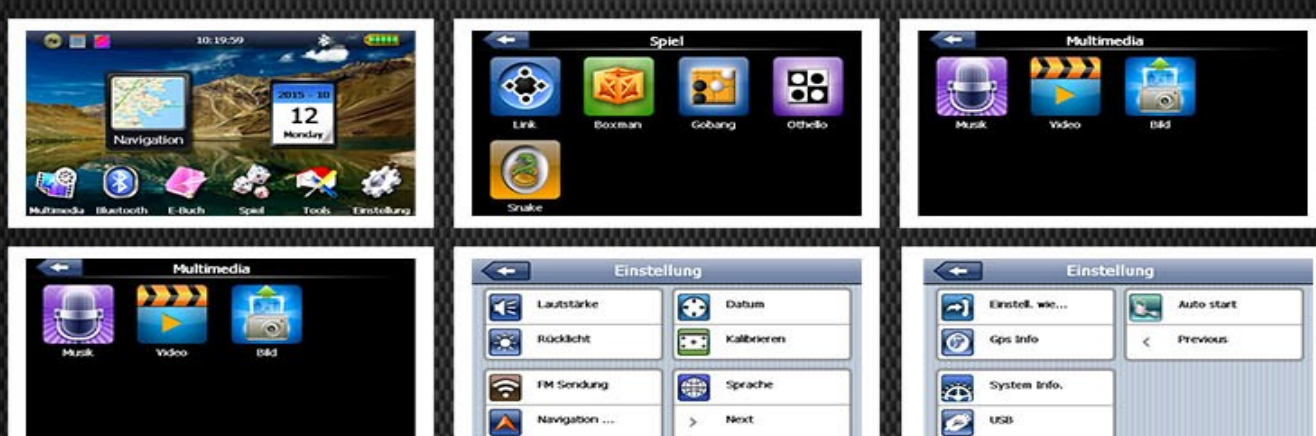 10:19:59
2015 - 10
12
Monday
Navigation
Multimedia Bluetooth E-Buch Spiel Tools Einstellung
Spiel
Link Boxman Gobang Othello
Snake
Multimedia
Musik Video Bild
Multimedia
Musik Video Bild
Einstellung
Lautstärke Datum
Rücklicht Kalibrieren
FM Sendung Sprache
Navigation ... > Next
Einstellung
Einstell. wie... Auto start
Gps Info < Previous
System Info.
USB